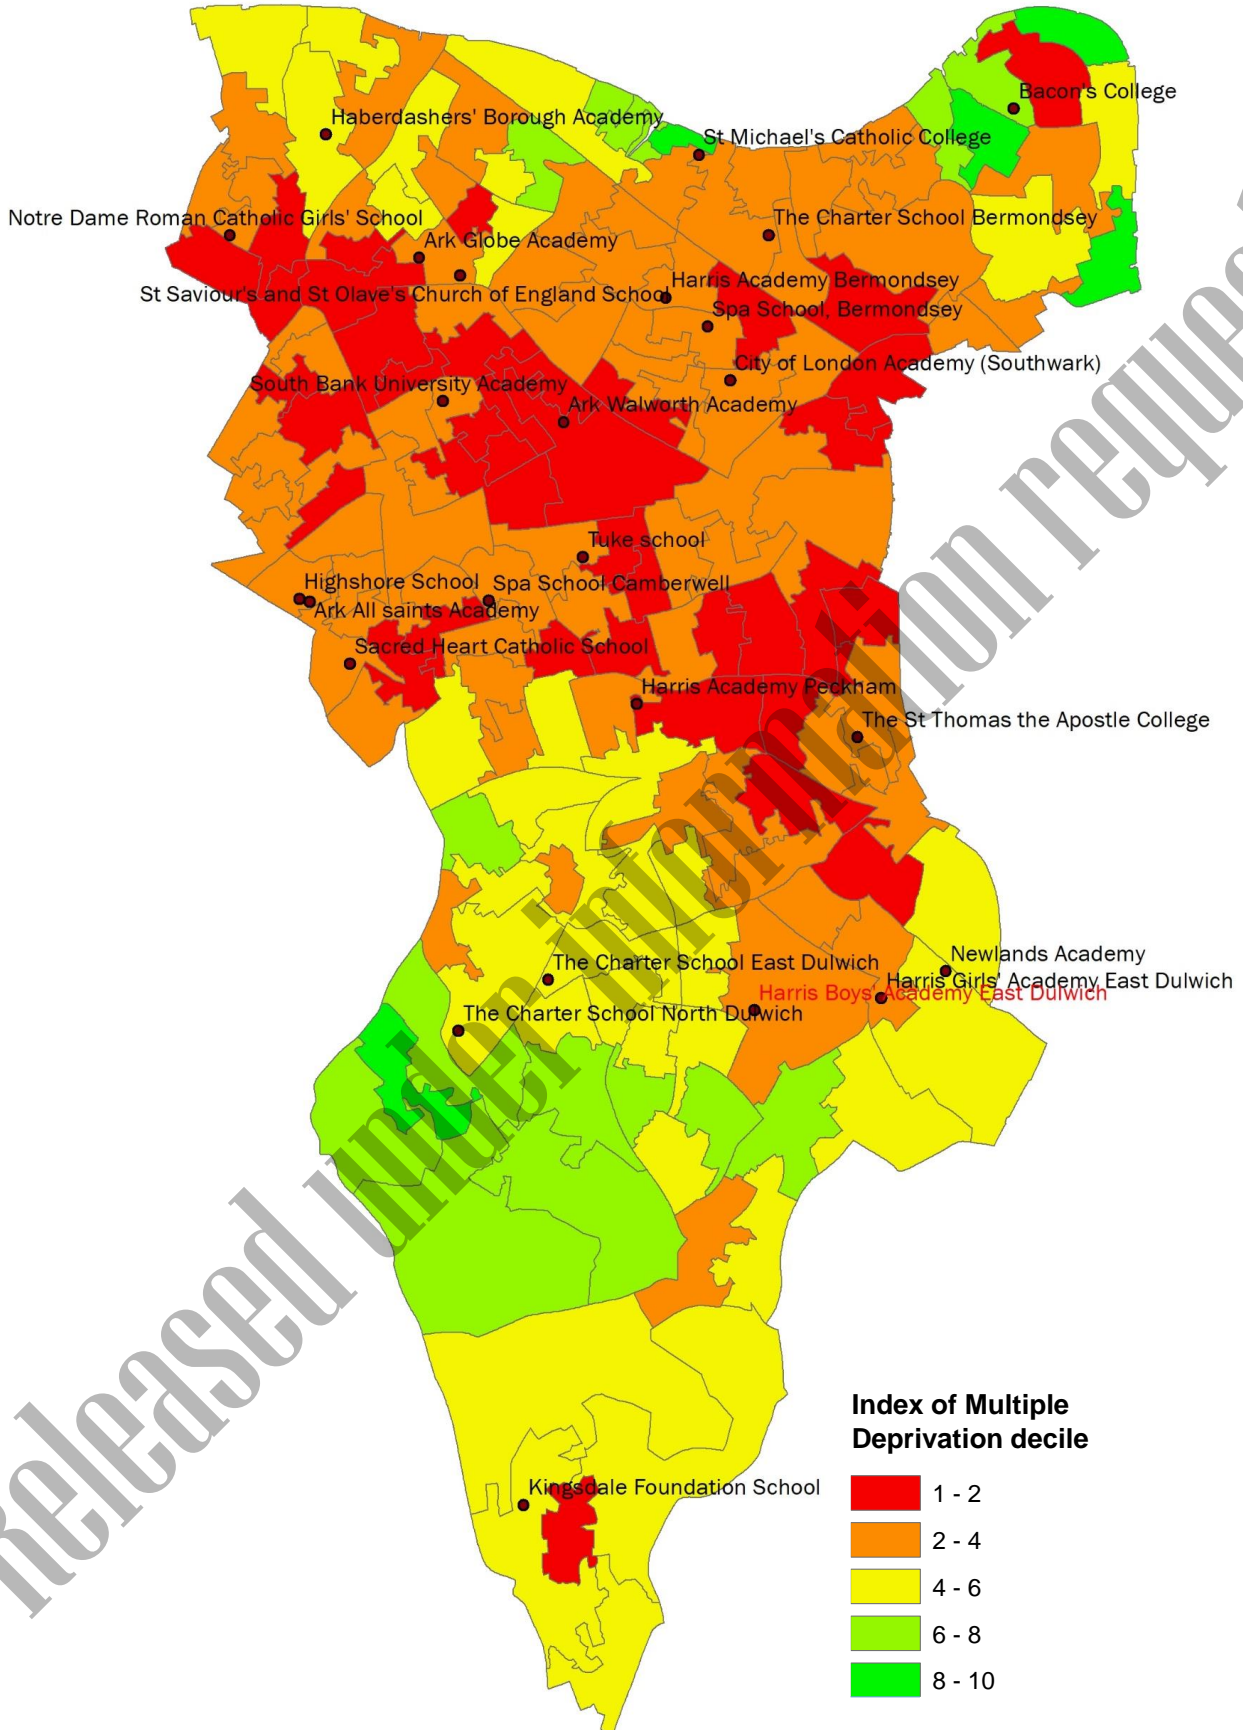 Bacon's College
Haberdashers' Borough Academy
St Michael's Catholic College
Notre Dame Roman Catholic Girls' School
The Charter School Bermondsey
Ark Globe Academy
Harris Academy Bermondsey
St Saviour's and St Olave's Church of England School
Spa School, Bermondsey
City of London Academy (Southwark)
South Bank University Academy
Ark Walworth Academy
Tuke school
Highshore School
Spa School Camberwell
Ark All saints Academy
Sacred Heart Catholic School
Harris Academy Peckham
The St Thomas the Apostle College
Newlands Academy
The Charter School East Dulwich
Harris Girls' Academy East Dulwich
Harris Boys' Academy East Dulwich
The Charter School North Dulwich
Kingsdale Foundation School
Index of Multiple
Deprivation decile
1 - 2
2 - 4
4 - 6
6 - 8
8 - 10
Released under information reques